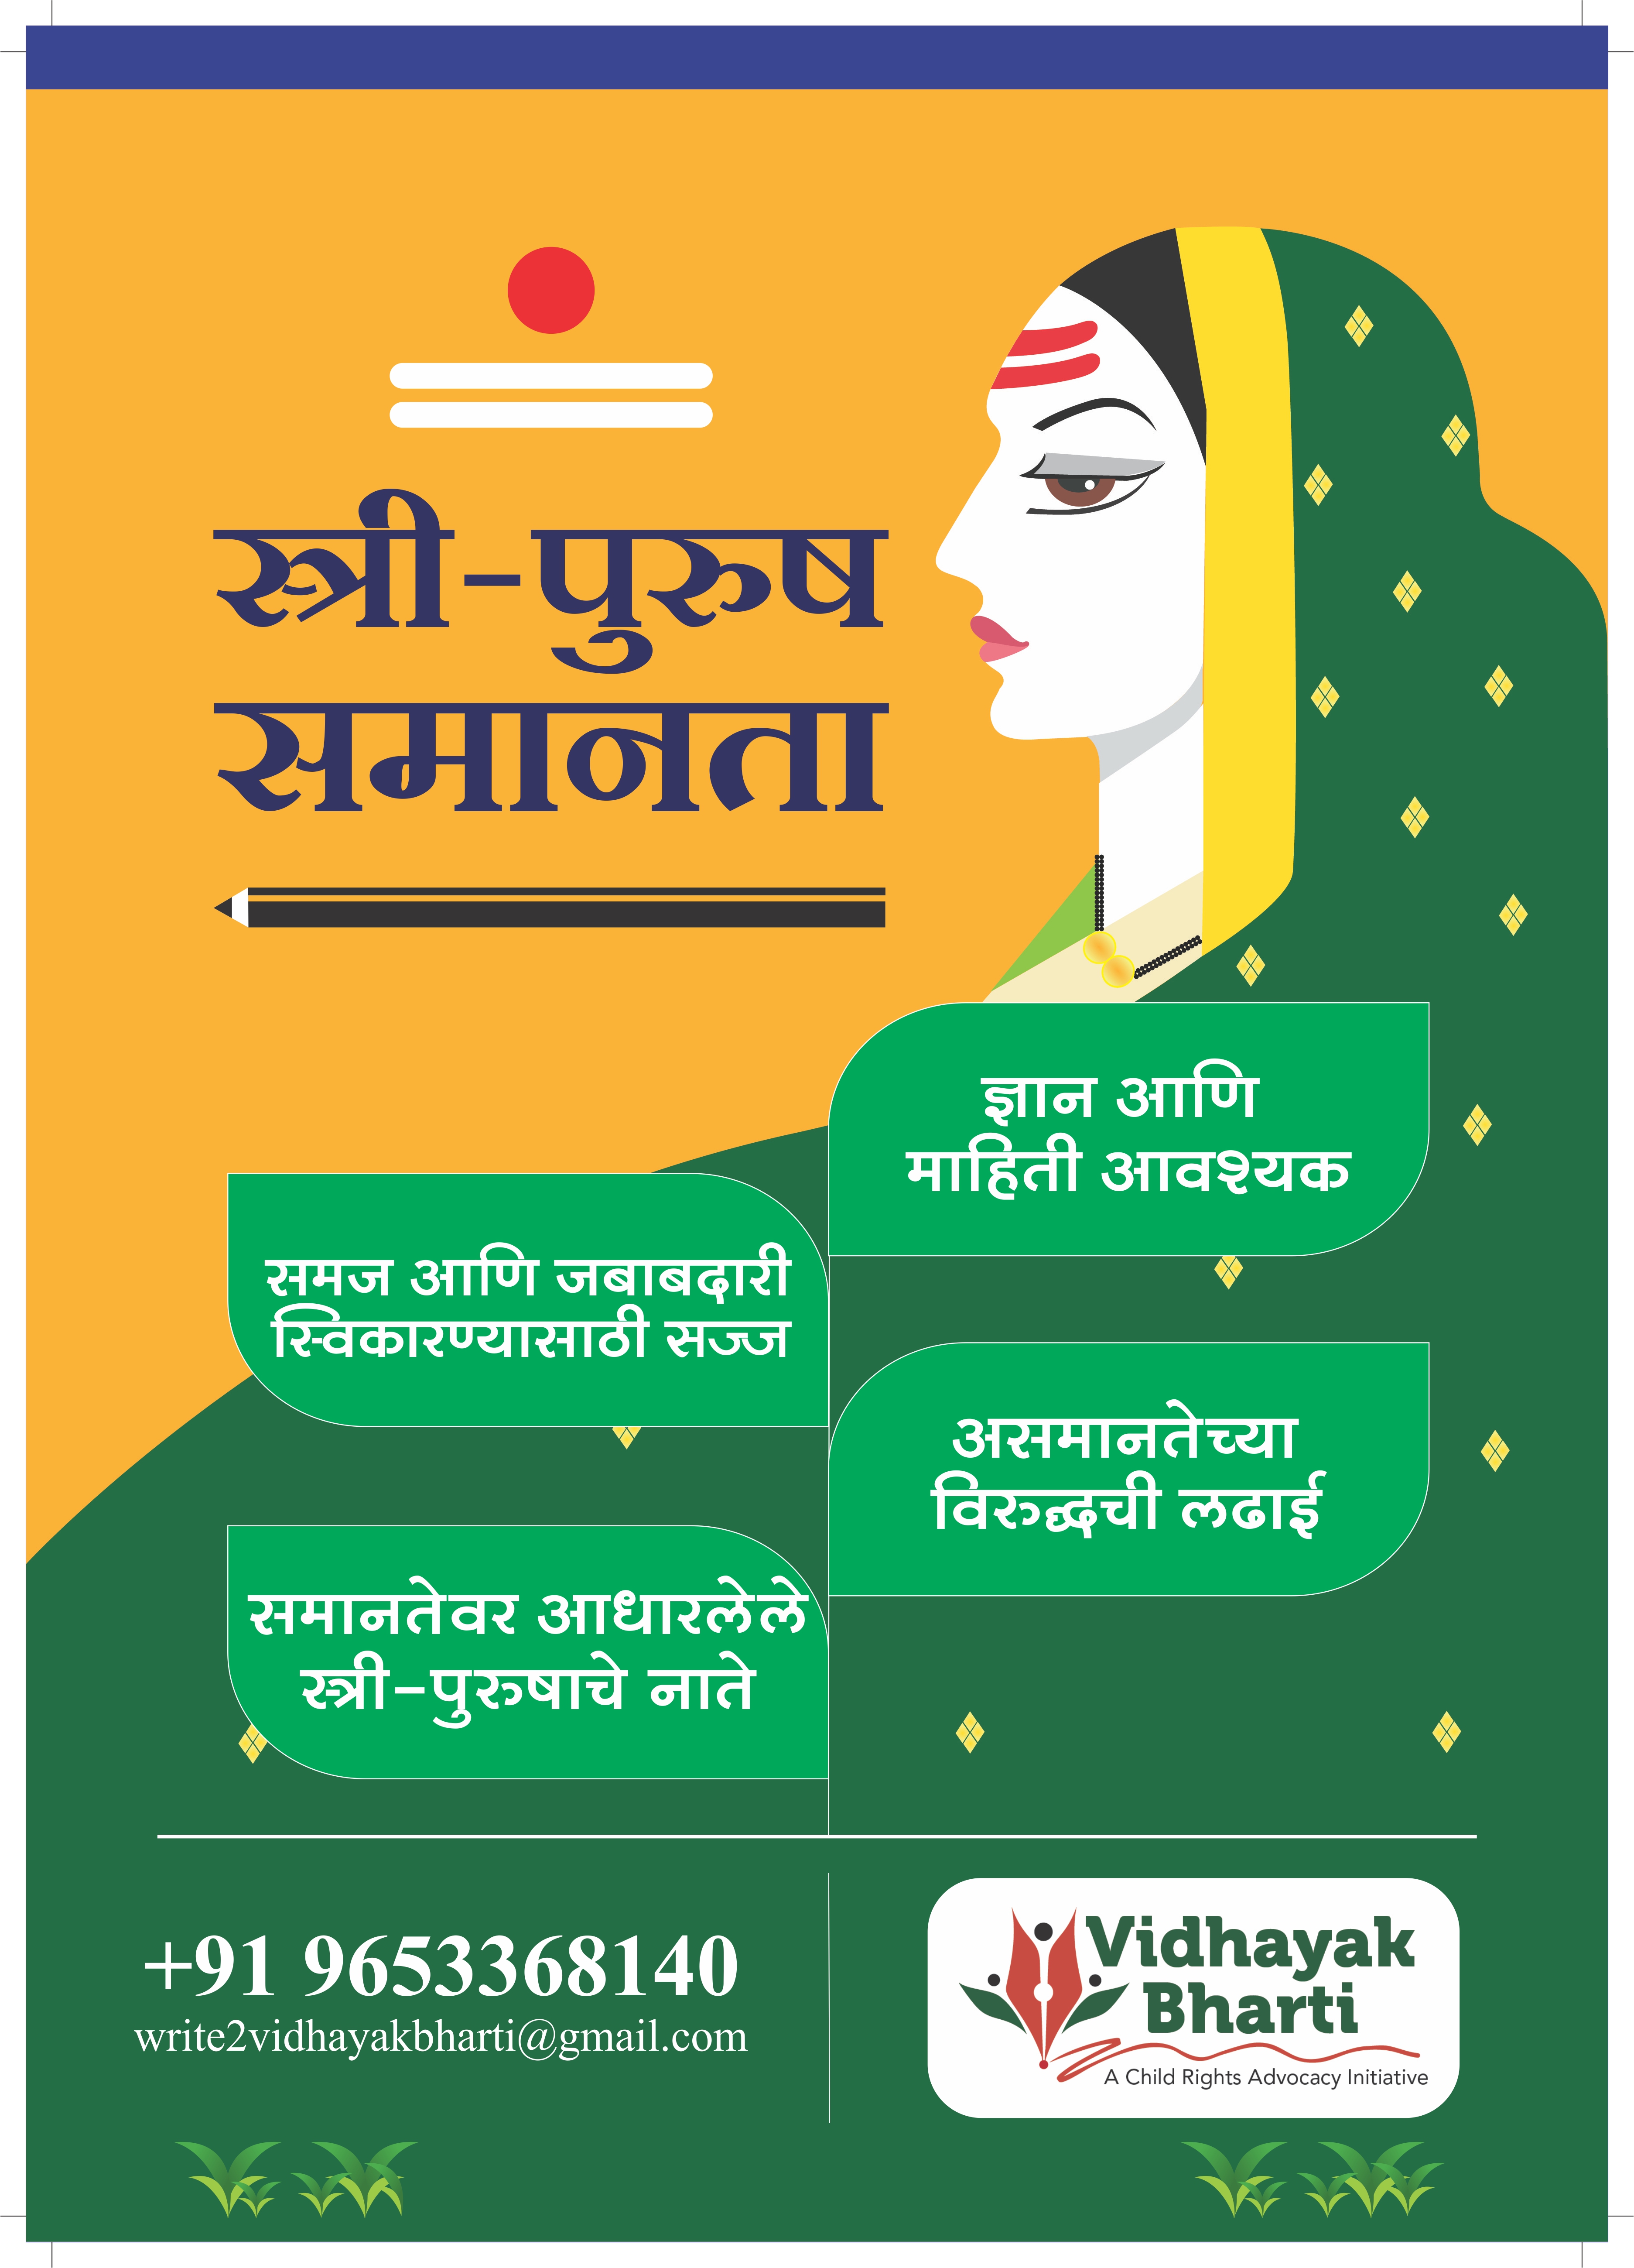 स्त्री-पुरुष
समानता
ज्ञान आणि
माहिती आवश्यक
समज आणि जबाबदारी
स्विकारण्यासाठी सज्ज
असमानतेच्या
विरुद्धची लढाई
समानतेवर आधारलेले
स्त्री-पुरुषाचे नाते
+91 9653368140
write2vidhayakbharti@gmail.com
Vidhayak
Bharti
A Child Rights Advocacy Initiative